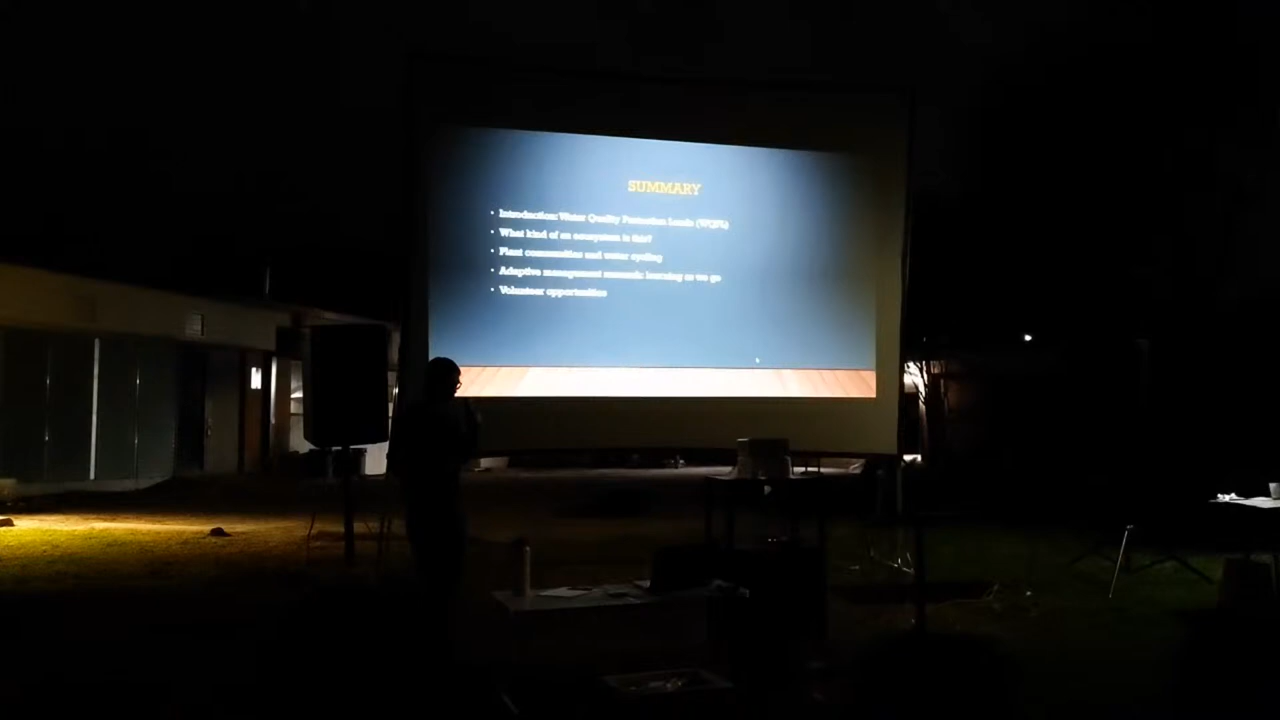 SUMMARY
Introduction: Water Quality Protection Lands (WQPL)
What kind of an ecosystem is this?
Plant communities and water cycling
Adaptive management research: learning as we go
Volunteer opportunities